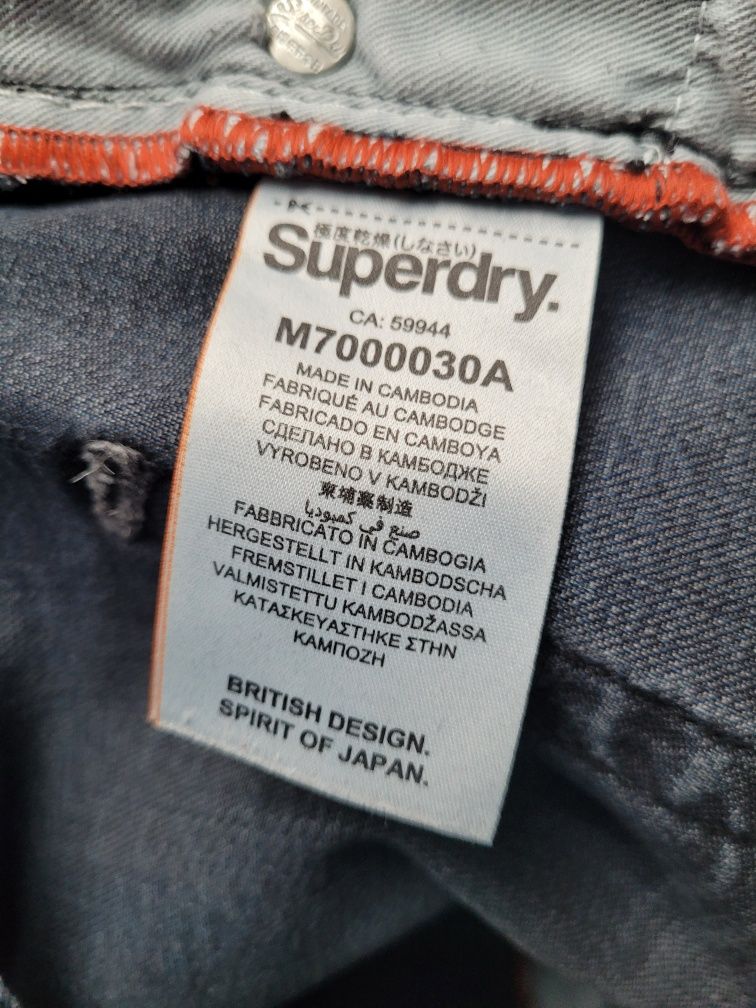 極度乾燥(しなさい)
Superdry.
CA: 59944
M7000030A
MADE IN CAMBODIA
FABRIQUÉ AU CAMBODGE
FABRICADO EN CAMBOYA
СДЕЛАНО В КАМБОДЖЕ
VYROBENO V KAMBODŽI
柬埔寨制造
صنع في كمبوديا
FABBRICATO IN CAMBOGIA
HERGESTELLT IN KAMBODSCHA
FREMSTILLET I CAMBODIA
VALMISTETTU KAMBODŽASSA
ΚΑΤΑΣΚΕΥΑΣΤΗΚΕ ΣΤΗΝ
ΚΑΜΠΟΖΗ
BRITISH DESIGN.
SPIRIT OF JAPAN.